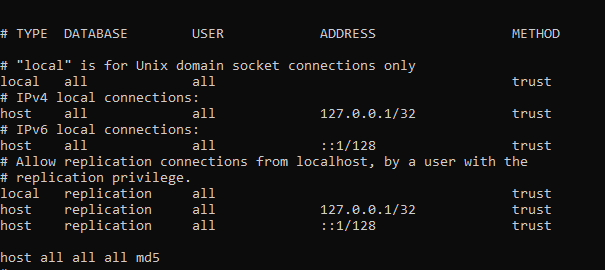 # TYPE  DATABASE        USER            ADDRESS                 METHOD
# "local" is for Unix domain socket connections only
local   all             all                                     trust
# IPv4 local connections:
host    all             all             127.0.0.1/32            trust
# IPv6 local connections:
host    all             all             ::1/128                 trust
# Allow replication connections from localhost, by a user with the
# replication privilege.
local   replication     all                                     trust
host    replication     all             127.0.0.1/32            trust
host    replication     all             ::1/128                 trust
host all all all md5